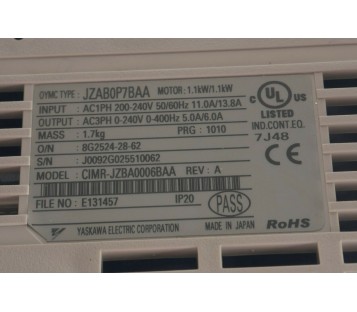 OYMC TYPE : JZAB0P7BAA MOTOR : 1.1kW/1.1kW
INPUT : AC1PH 200-240V 50/60Hz 11.0A/13.8A
OUTPUT : AC3PH 0-240V 0-400Hz 5.0A/6.0A
MASS : 1.7kg PRG : 1010
O/N : 8G2524-28-62
S/N : J0092G025510062
MODEL : CIMR-JZBA0006BAA REV : A
FILE NO : E131457 IP20 PASS
YASKAWA ELECTRIC CORPORATION MADE IN JAPAN RoHS
C UL US
LISTED
IND.CONT.EQ.
7J48
CE